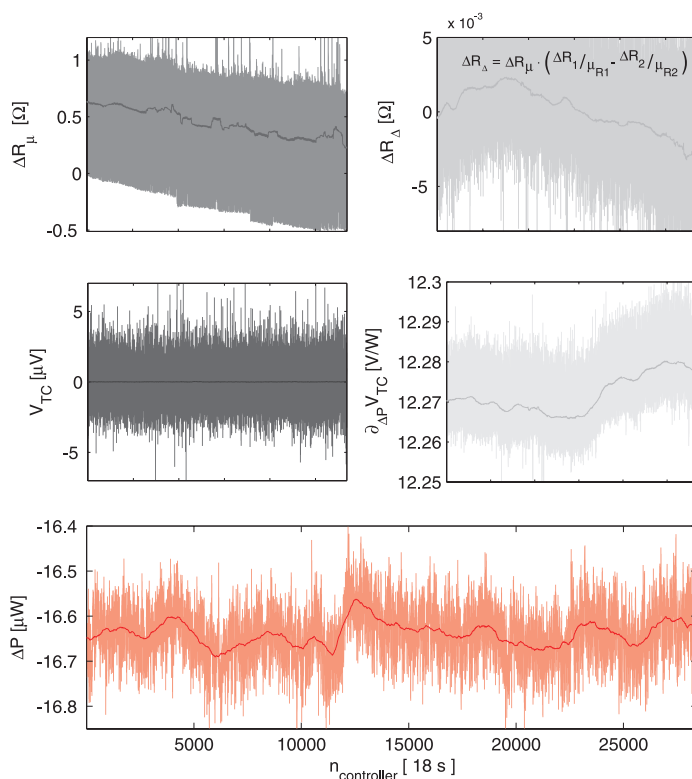 x 10⁻³
1
0.5
0
-0.5
ΔR_μ [Ω]
5
0
-5
ΔR_Δ [Ω]
ΔR_Δ = ΔR_μ · (ΔR₁/μ_R1 - ΔR₂/μ_R2)
5
0
-5
V_TC [μV]
12.3
12.28
12.27
12.26
12.25
∂_ΔP V_TC [V/W]
-16.4
-16.5
-16.6
-16.7
-16.8
ΔP [μW]
5000 10000 15000 20000 25000
n_controller [ 18 s ]